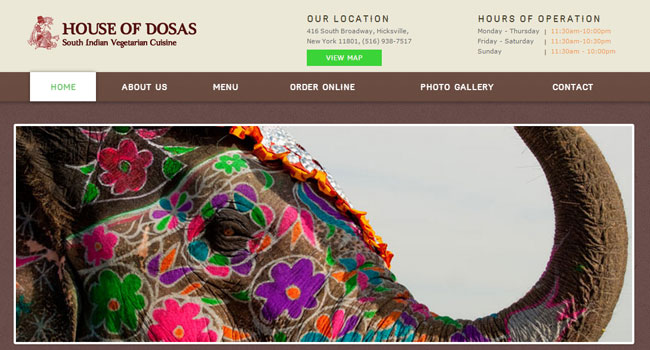 HOUSE OF DOSAS
South Indian Vegetarian Cuisine
OUR LOCATION
416 South Broadway, Hicksville,
New York 11801, (516) 938-7517
VIEW MAP
HOURS OF OPERATION
Monday - Thursday | 11:30am-10:00pm
Friday - Saturday | 11:30am-10:30pm
Sunday | 11:30am - 10:00pm
HOME ABOUT US MENU ORDER ONLINE PHOTO GALLERY CONTACT